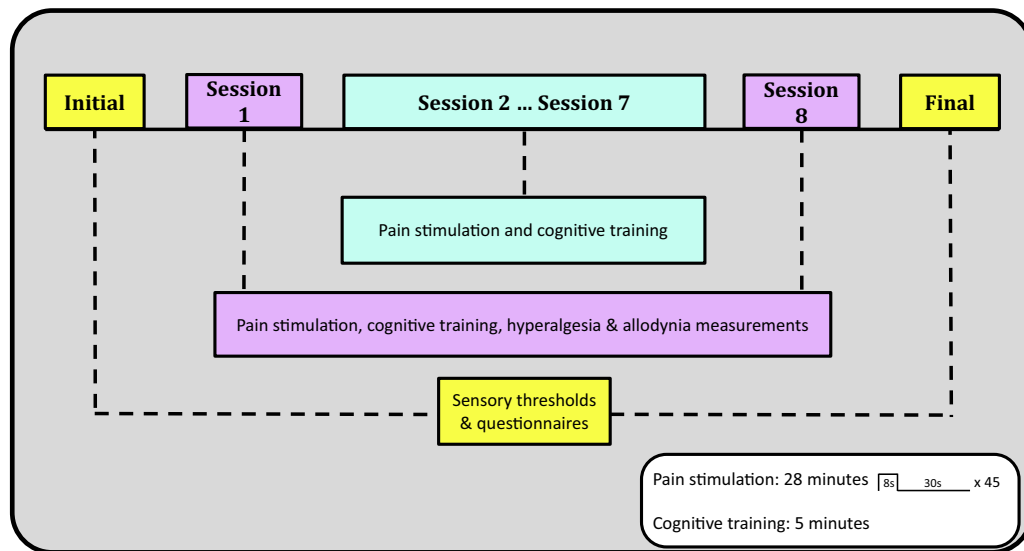 Initial
Session
1
Session 2 ... Session 7
Session
8
Final
Pain stimulation and cognitive training
Pain stimulation, cognitive training, hyperalgesia & allodynia measurements
Sensory thresholds
& questionnaires
Pain stimulation: 28 minutes 8s 30s x 45
Cognitive training: 5 minutes